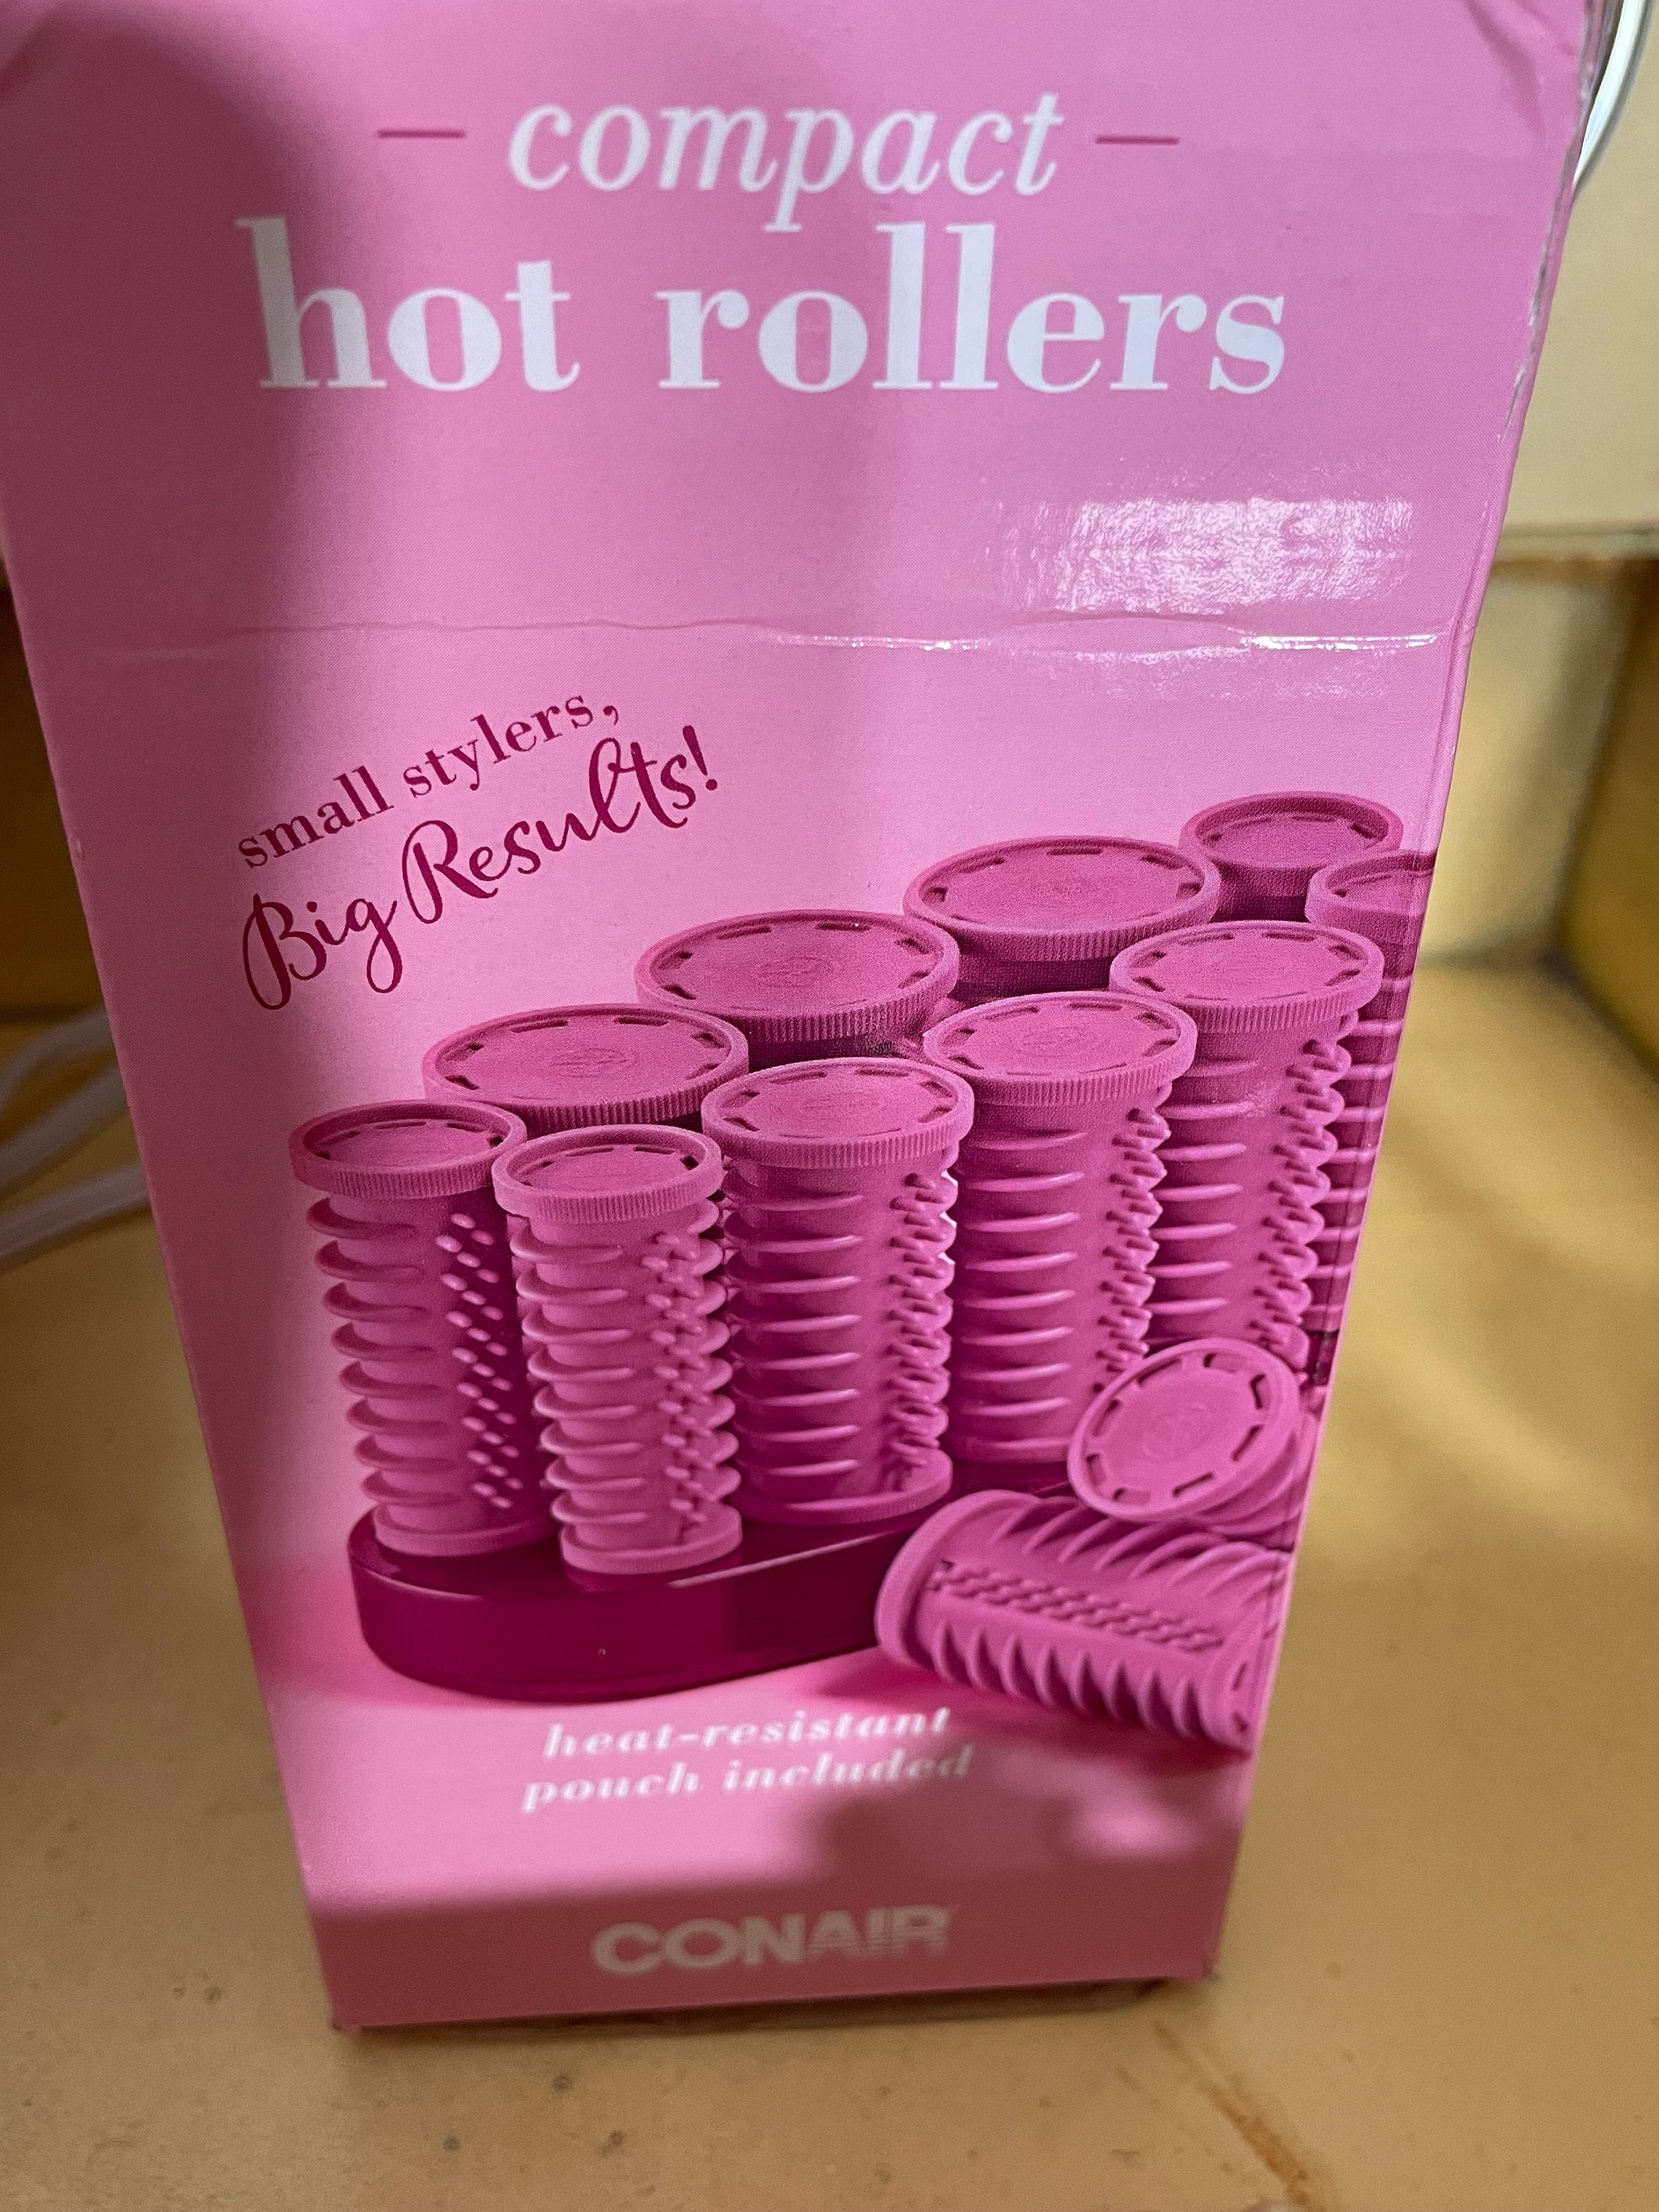 compact
hot rollers
small stylers,
Big Results!
heat-resistant
pouch included
CONAIR